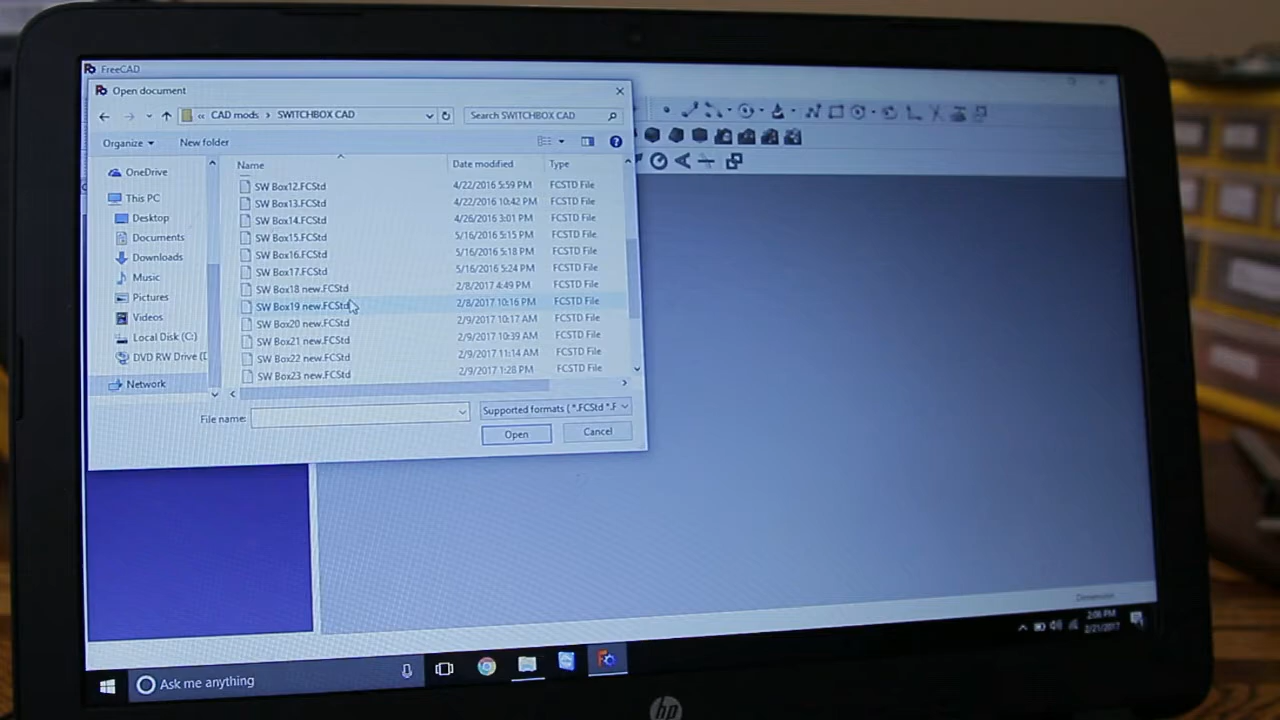 FreeCAD
Open document
« CAD mods > SWITCHBOX CAD
Search SWITCHBOX CAD
Organize
New folder
Name
Date modified
Type
OneDrive
This PC
Desktop
Documents
Downloads
Music
Pictures
Videos
Local Disk (C:)
DVD RW Drive (D
Network
SW Box12.FCStd 4/22/2016 5:59 PM FCSTD File
SW Box13.FCStd 4/22/2016 10:42 PM FCSTD File
SW Box14.FCStd 4/26/2016 3:01 PM FCSTD File
SW Box15.FCStd 5/16/2016 5:15 PM FCSTD File
SW Box16.FCStd 5/16/2016 5:18 PM FCSTD File
SW Box17.FCStd 5/16/2016 5:24 PM FCSTD File
SW Box18 new.FCStd 2/8/2017 4:49 PM FCSTD File
SW Box19 new.FCStd 2/8/2017 10:16 PM FCSTD File
SW Box20 new.FCStd 2/9/2017 10:17 AM FCSTD File
SW Box21 new.FCStd 2/9/2017 10:39 AM FCSTD File
SW Box22 new.FCStd 2/9/2017 11:14 AM FCSTD File
SW Box23 new.FCStd 2/9/2017 1:28 PM FCSTD File
File name:
Supported formats ( *.FCStd *.F
Open
Cancel
Dimension
2:06 PM
2/21/2017
Ask me anything
hp